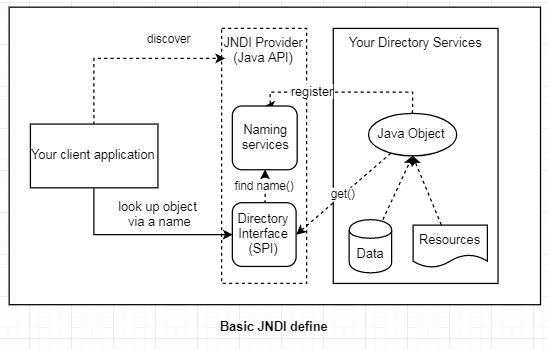 discover
JNDI Provider
(Java API)
Your Directory Services
register
Naming
services
Java Object
Your client application
find name()
get()
look up object
via a name
Directory
Interface
(SPI)
Data
Resources
Basic JNDI define